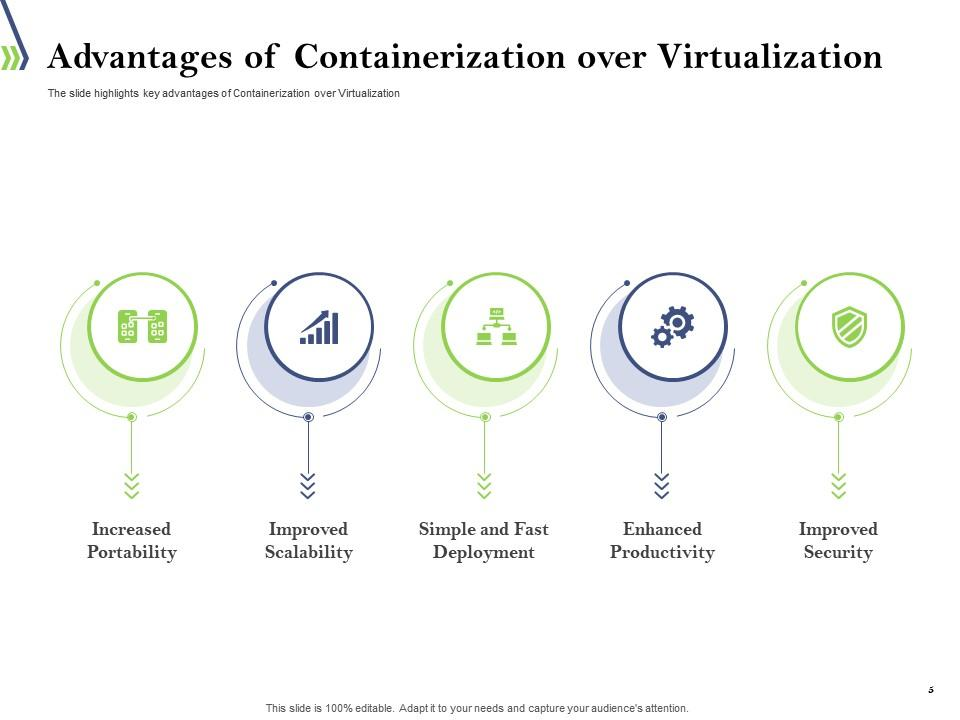 Advantages of Containerization over Virtualization
The slide highlights key advantages of Containerization over Virtualization
</>
Increased
Portability
Improved
Scalability
Simple and Fast
Deployment
Enhanced
Productivity
Improved
Security
5
This slide is 100% editable. Adapt it to your needs and capture your audience's attention.